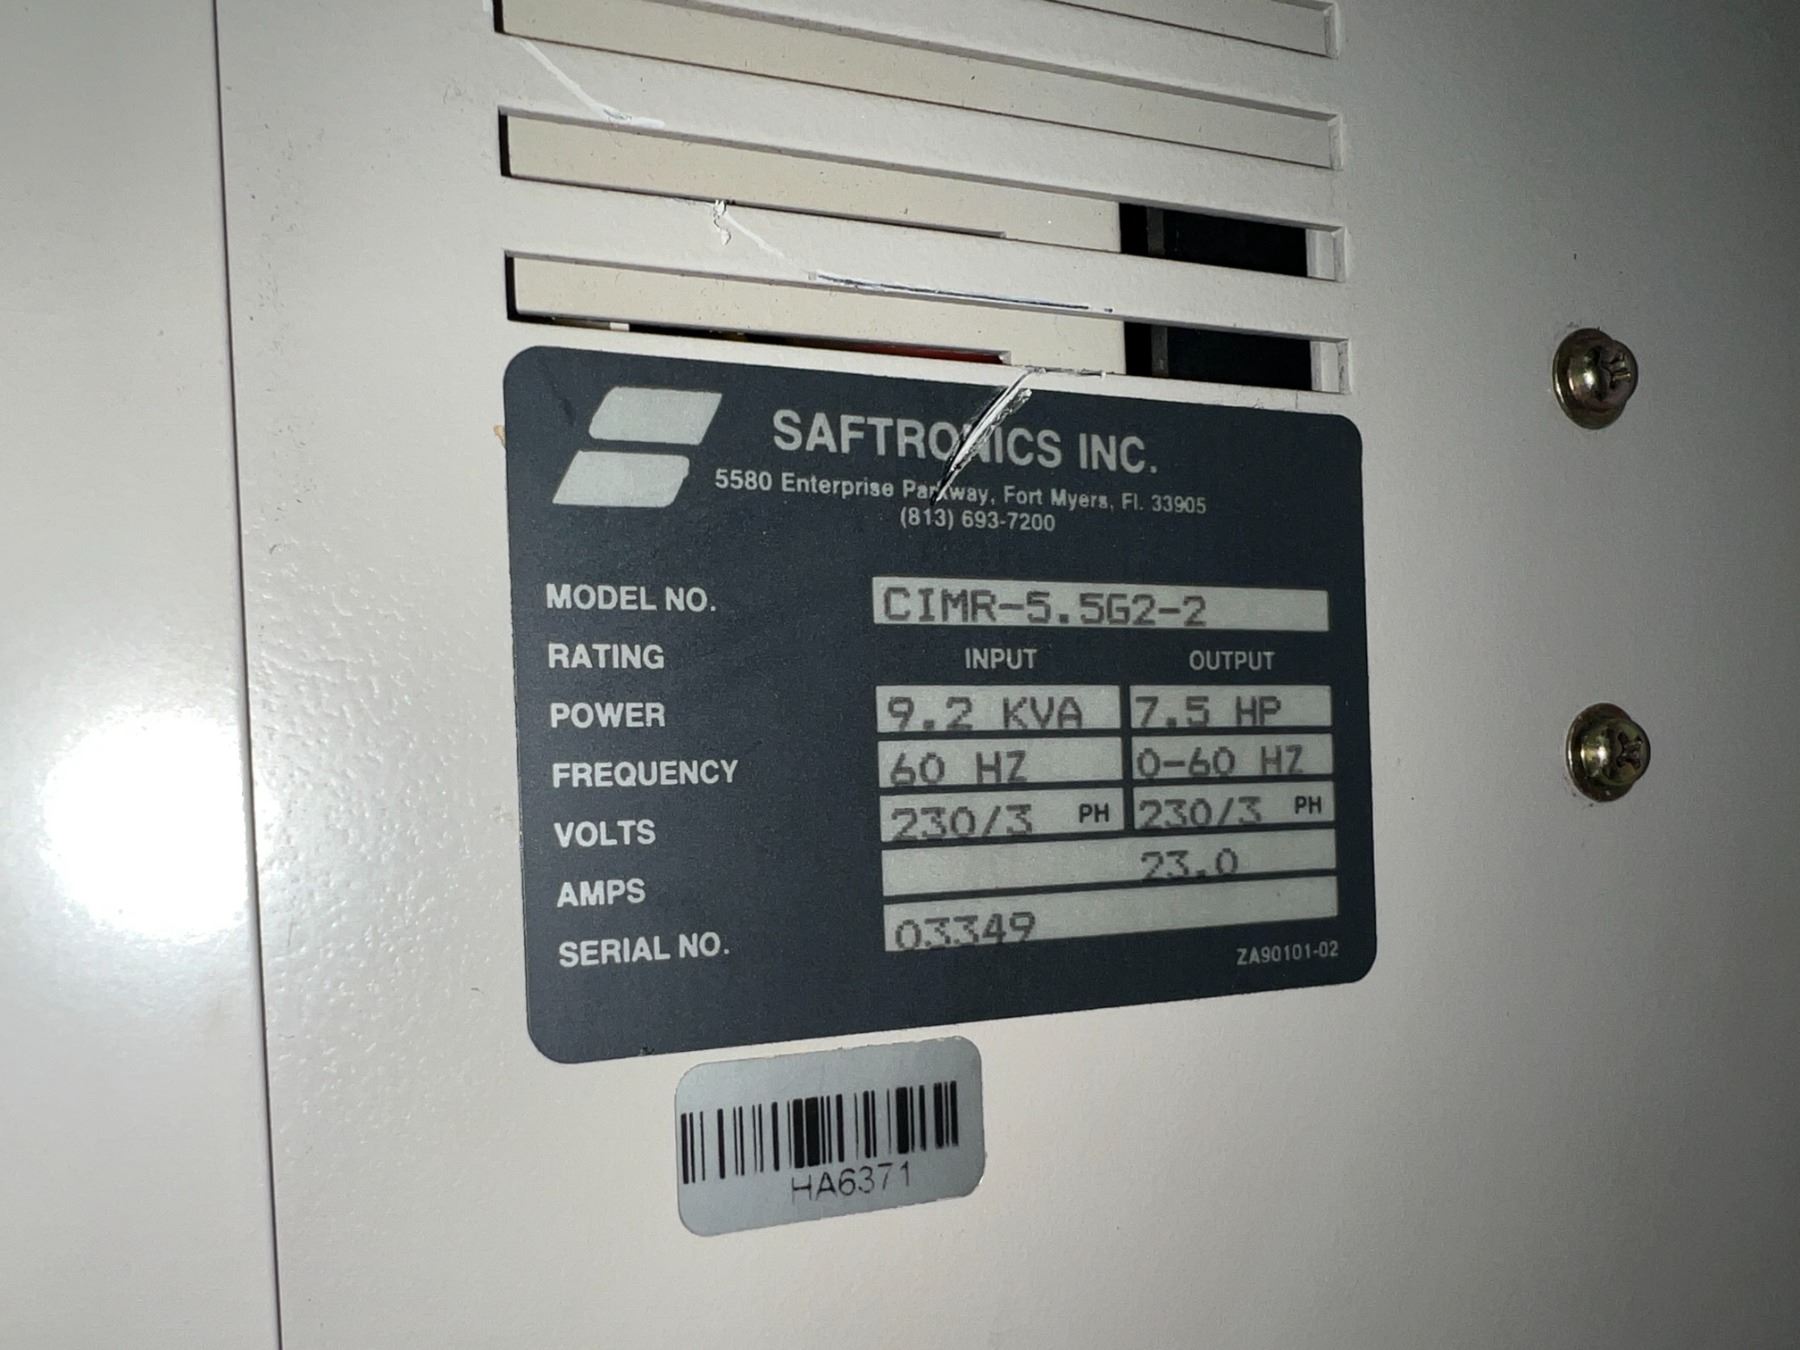 SAFTRONICS INC.
5580 Enterprise Parkway, Fort Myers, Fl. 33905
(813) 693-7200
MODEL NO. CIMR-5.5G2-2
RATING INPUT OUTPUT
POWER 9.2 KVA 7.5 HP
FREQUENCY 60 HZ 0-60 HZ
VOLTS 230/3 PH 230/3 PH
AMPS 23.0
SERIAL NO. 03349
ZA90101-02
HA6371